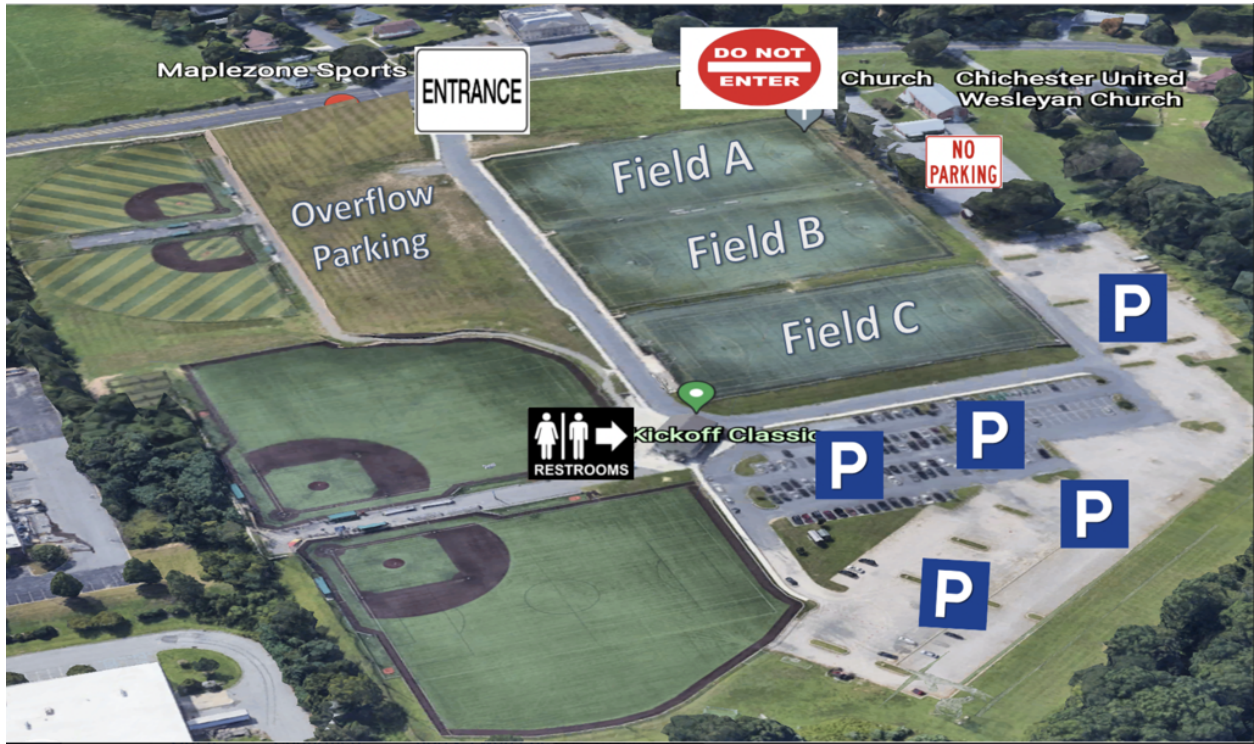 Maplezone Sports
ENTRANCE
DO NOT
ENTER
Church
Chichester United
Wesleyan Church
NO
PARKING
Field A
Overflow
Parking
Field B
P
Field C
RESTROOMS
Kickoff Classic
P
P
P
P